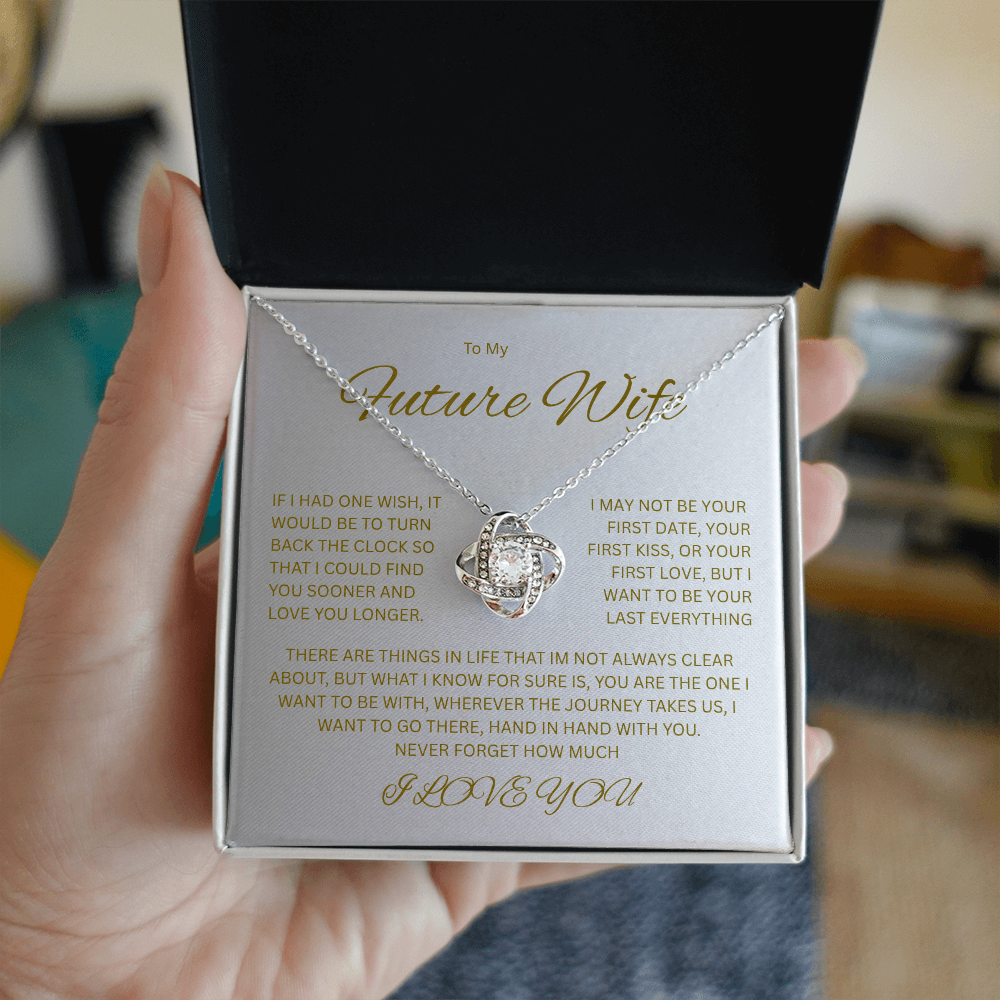 To My
Future Wife
IF I HAD ONE WISH, IT
WOULD BE TO TURN
BACK THE CLOCK SO
THAT I COULD FIND
YOU SOONER AND
LOVE YOU LONGER.
I MAY NOT BE YOUR
FIRST DATE, YOUR
FIRST KISS, OR YOUR
FIRST LOVE, BUT I
WANT TO BE YOUR
LAST EVERYTHING
THERE ARE THINGS IN LIFE THAT IM NOT ALWAYS CLEAR
ABOUT, BUT WHAT I KNOW FOR SURE IS, YOU ARE THE ONE I
WANT TO BE WITH, WHEREVER THE JOURNEY TAKES US, I
WANT TO GO THERE, HAND IN HAND WITH YOU.
NEVER FORGET HOW MUCH
I LOVE YOU